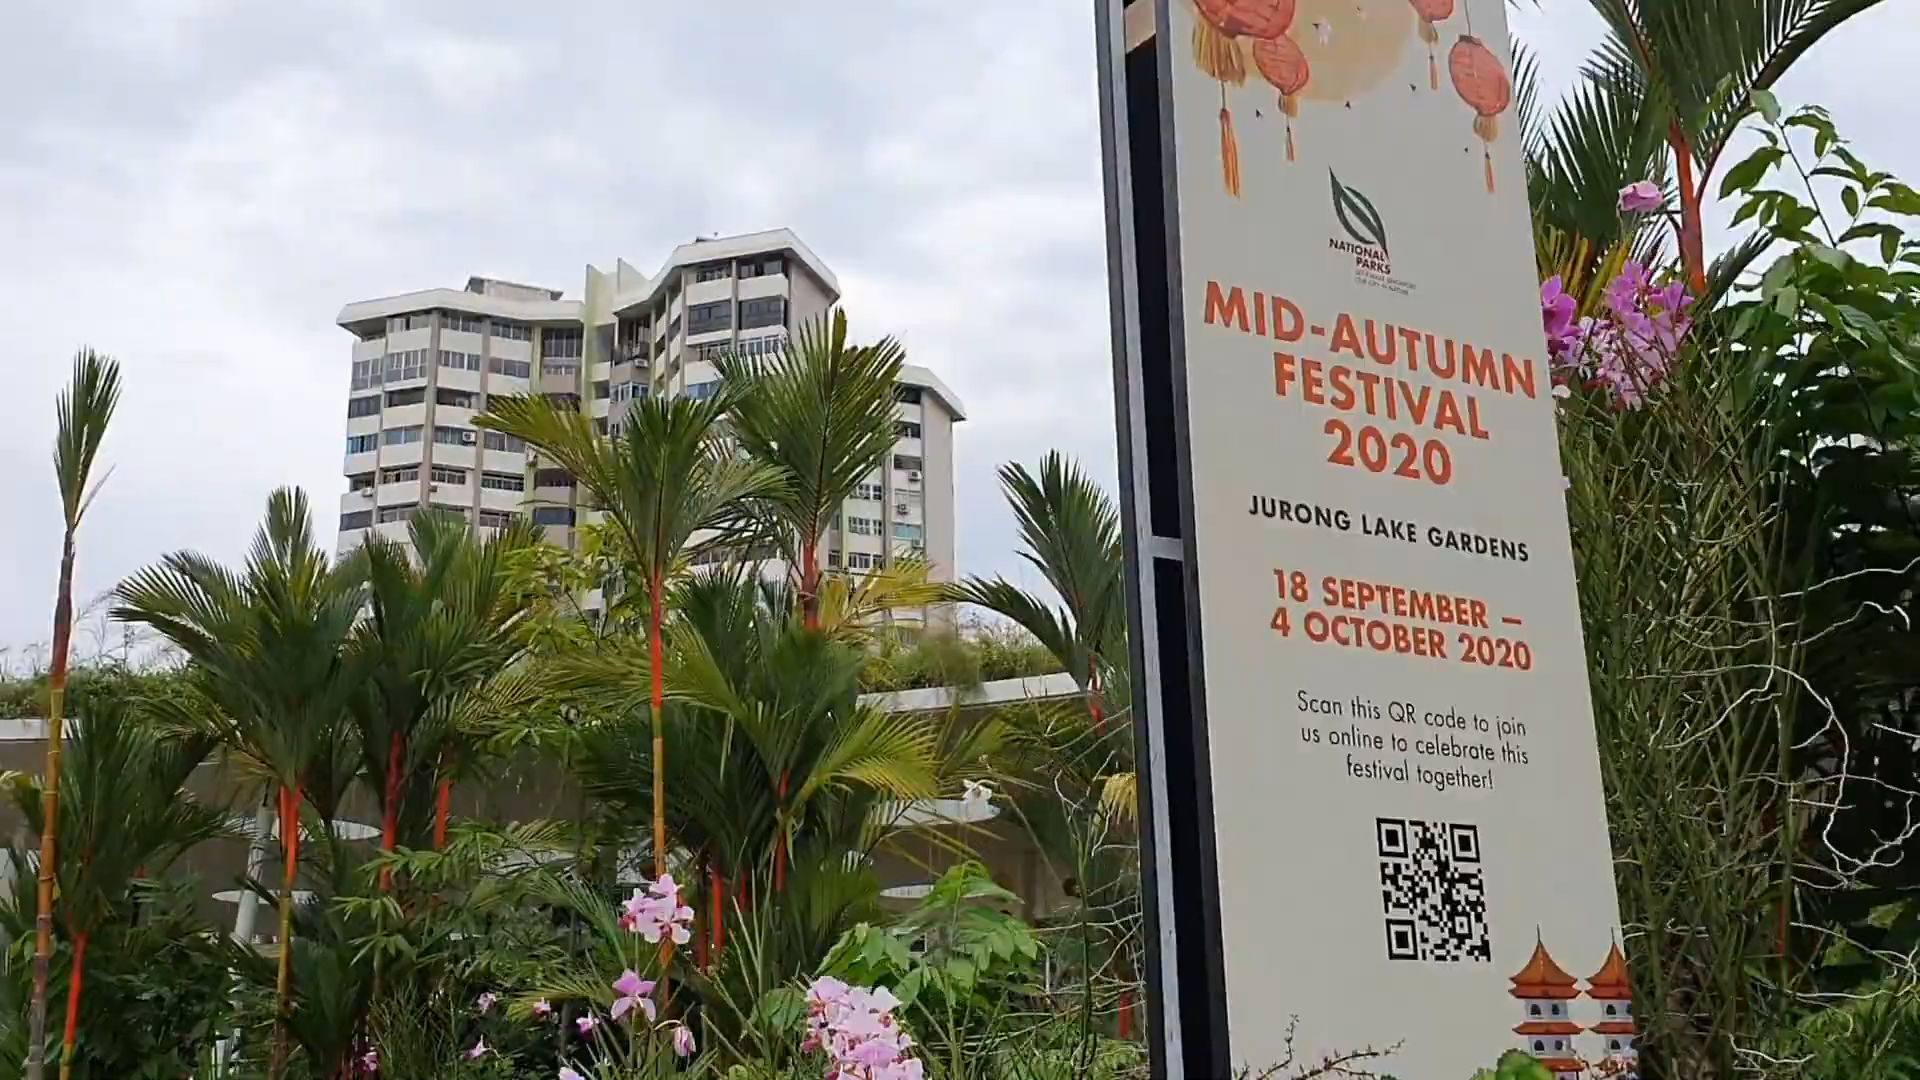 NATIONAL
PARKS
MID-AUTUMN
FESTIVAL
2020
JURONG LAKE GARDENS
18 SEPTEMBER –
4 OCTOBER 2020
Scan this QR code to join
us online to celebrate this
festival together!